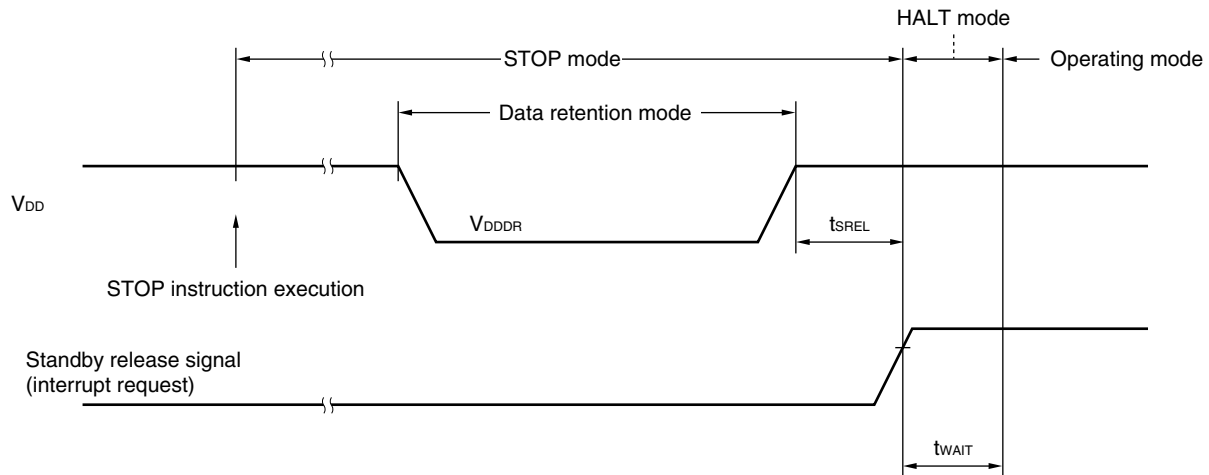 HALT mode
STOP mode
Operating mode
Data retention mode
VDD
VDDDR
tSREL
STOP instruction execution
Standby release signal
(interrupt request)
tWAIT